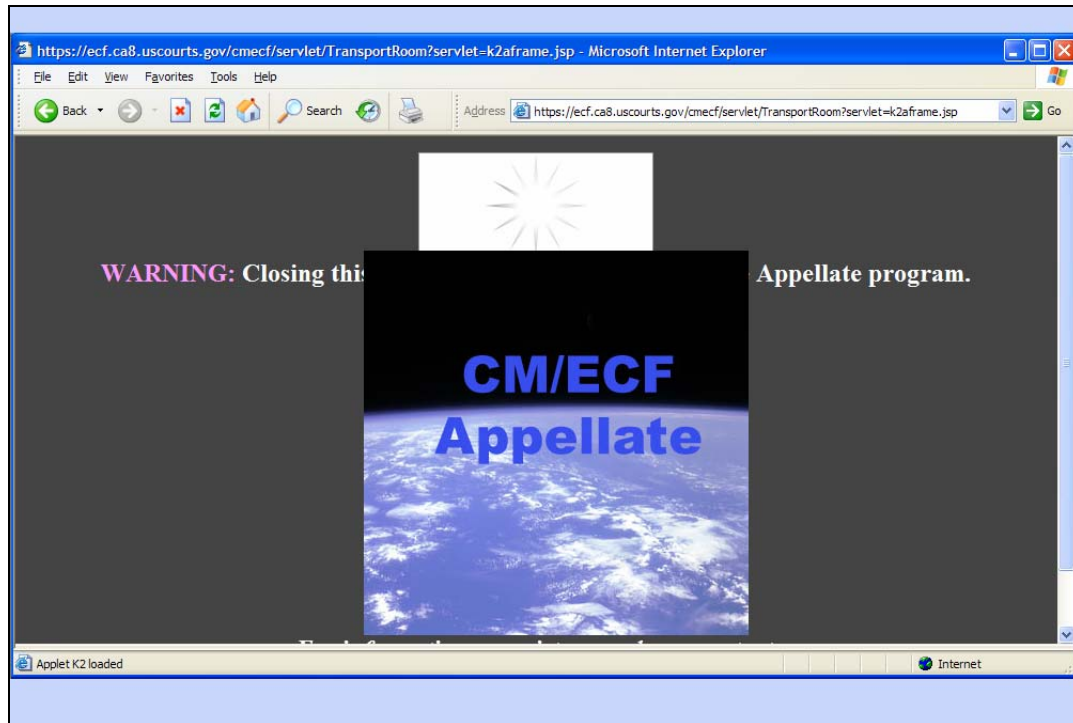 https://ecf.ca8.uscourts.gov/cmecf/servlet/TransportRoom?servlet=k2aframe.jsp - Microsoft Internet Explorer
File Edit View Favorites Tools Help
Back Search Address https://ecf.ca8.uscourts.gov/cmecf/servlet/TransportRoom?servlet=k2aframe.jsp Go
WARNING: Closing this Appellate program.
CM/ECF
Appellate
Applet K2 loaded Internet